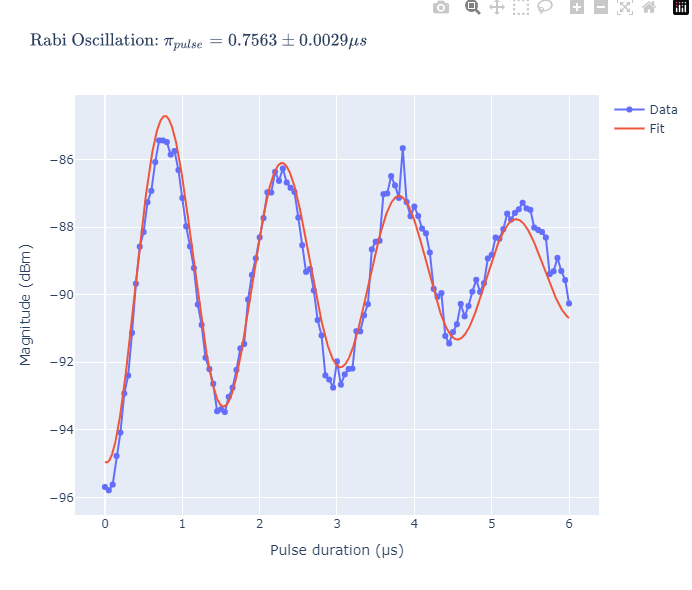 Rabi Oscillation: π_pulse = 0.7563 ± 0.0029μs
Data
Fit
−86
−88
−90
−92
−94
−96
Magnitude (dBm)
0 1 2 3 4 5 6
Pulse duration (μs)